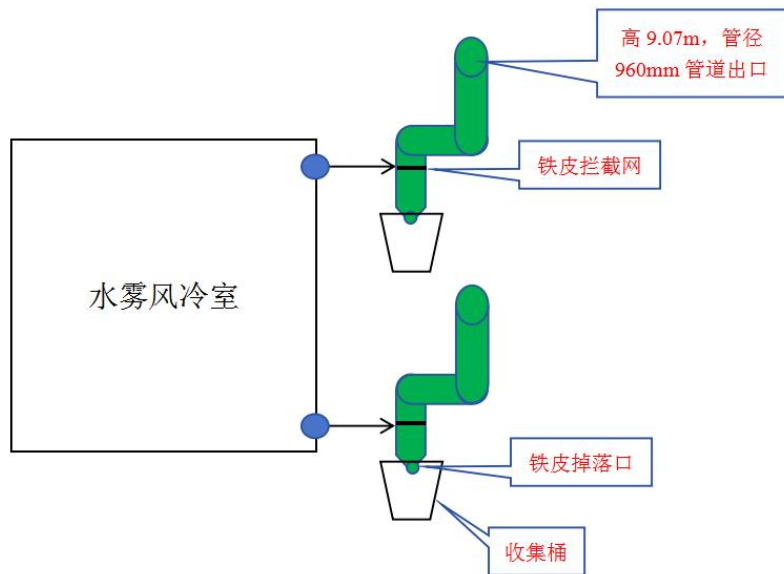 高 9.07m，管径
960mm 管道出口
铁皮拦截网
水雾风冷室
铁皮掉落口
收集桶